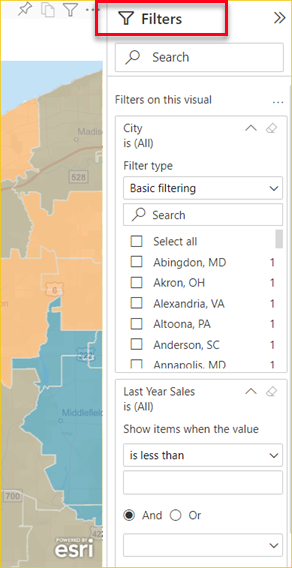 Filters
Search
Filters on this visual
City
is (All)
Filter type
Basic filtering
Search
Select all
Abingdon, MD 1
Akron, OH 1
Alexandria, VA 1
Altoona, PA 1
Anderson, SC 1
Annapolis, MD 1
Last Year Sales
is (All)
Show items when the value
is less than
And Or
Madis
528
6
Middlefield
700
322
POWERED BY
esri